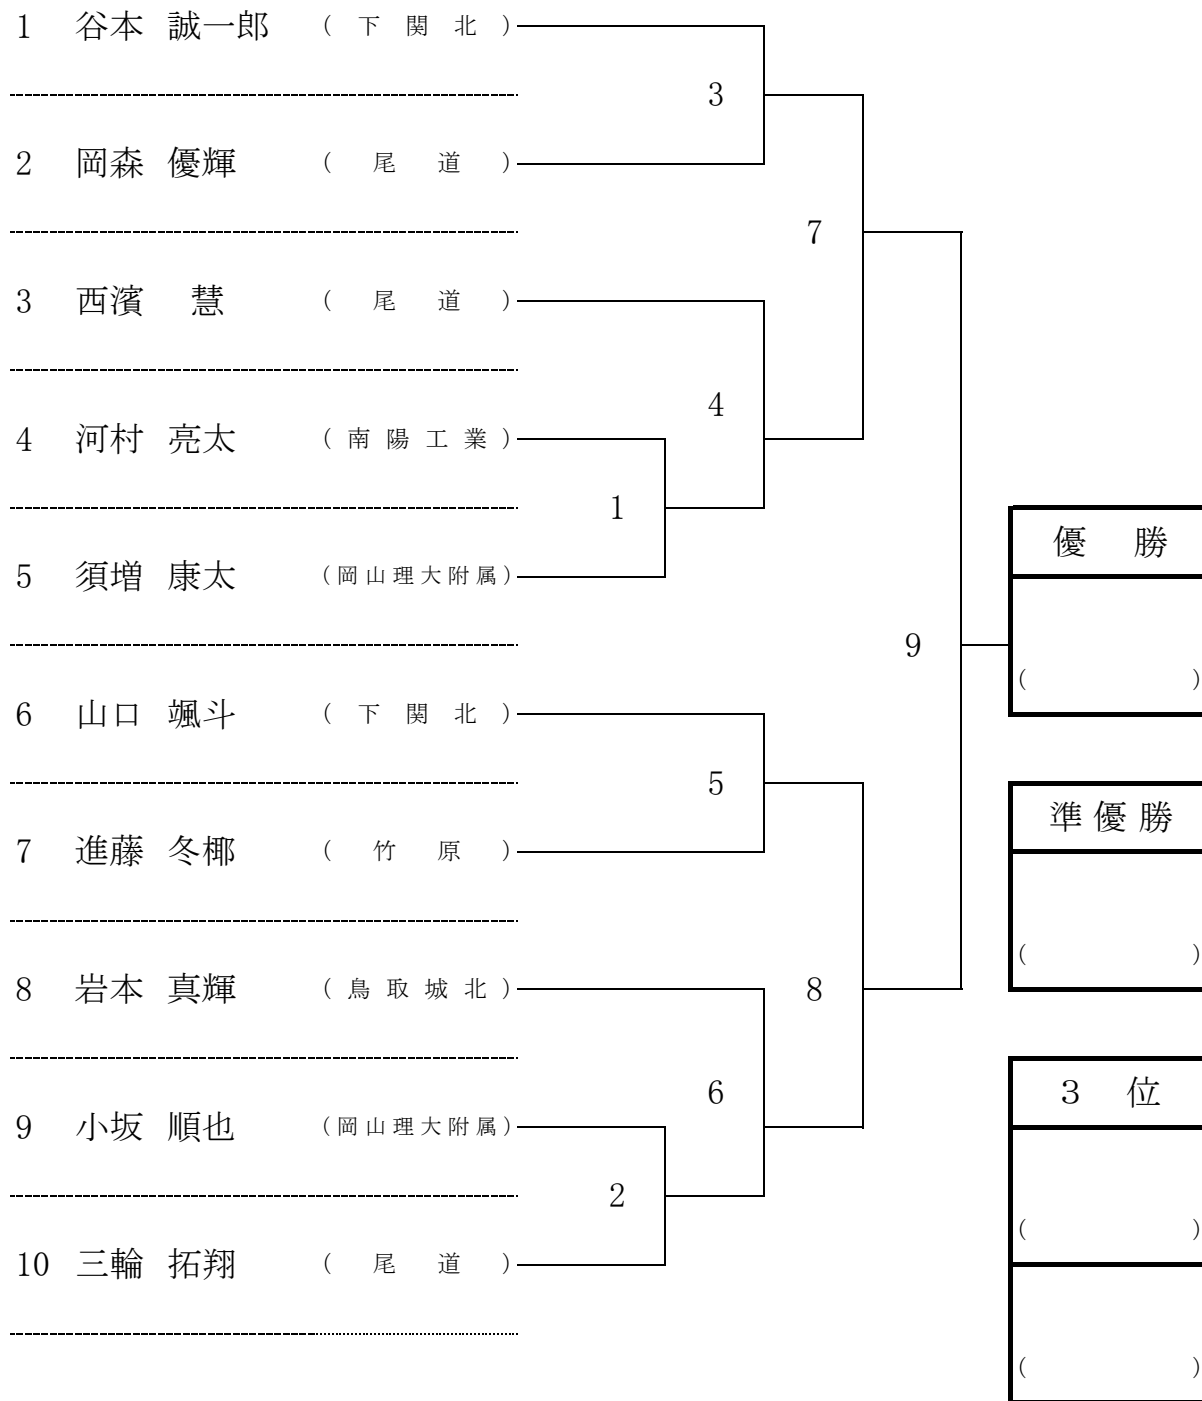 1 谷本 誠一郎 (下関北)
3
2 岡森 優輝 (尾道)
7
3 西濱 慧 (尾道)
4
4 河村 亮太 (南陽工業)
1
優勝
5 須増 康太 (岡山理大附属)
9
( )
6 山口 颯斗 (下関北)
5
準優勝
7 進藤 冬椰 (竹原)
( )
8 岩本 真輝 (鳥取城北)
8
6
3位
9 小坂 順也 (岡山理大附属)
2
( )
10 三輪 拓翔 (尾道)
( )